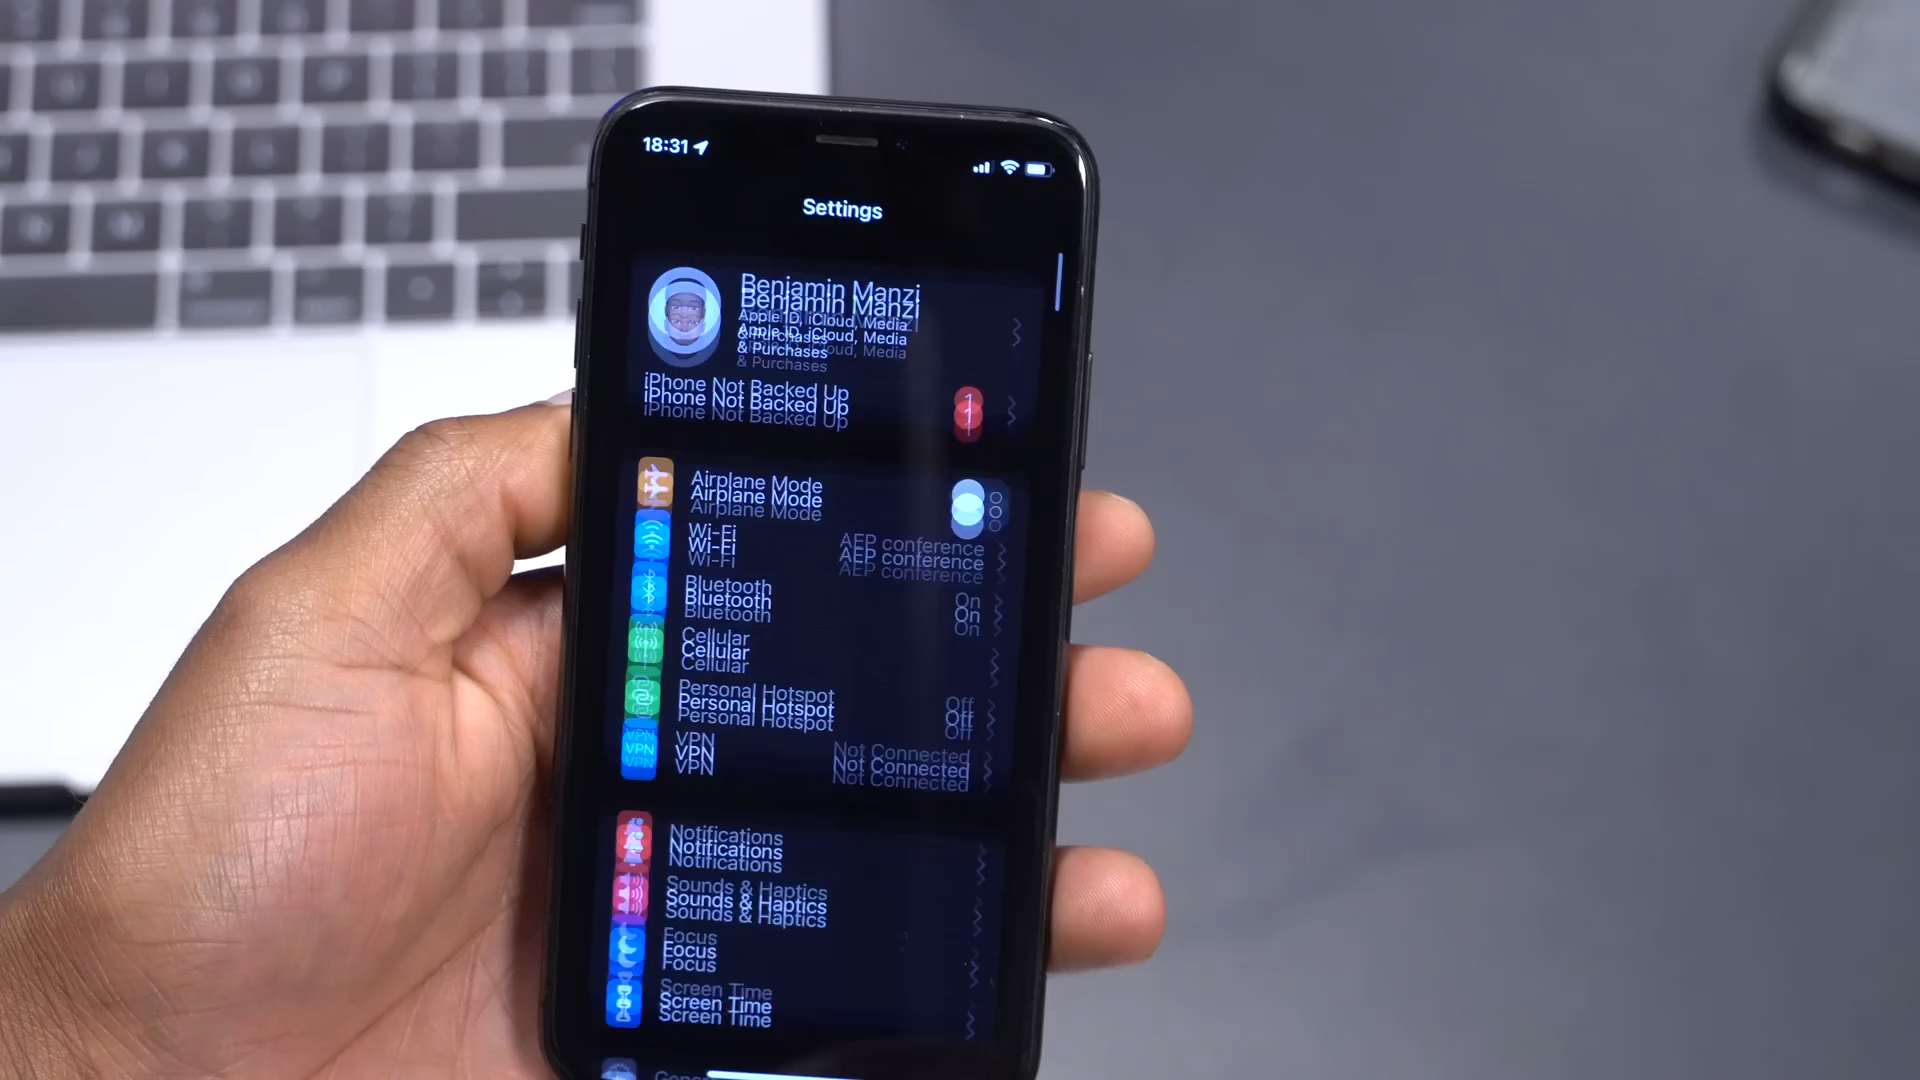 18:31
Settings
Benjamin Manzi
Apple ID, iCloud, Media
& Purchases
iPhone Not Backed Up 1
Airplane Mode
Wi-Fi AEP conference
Bluetooth On
Cellular
Personal Hotspot Off
VPN VPN Not Connected
Notifications
Sounds & Haptics
Focus
Screen Time